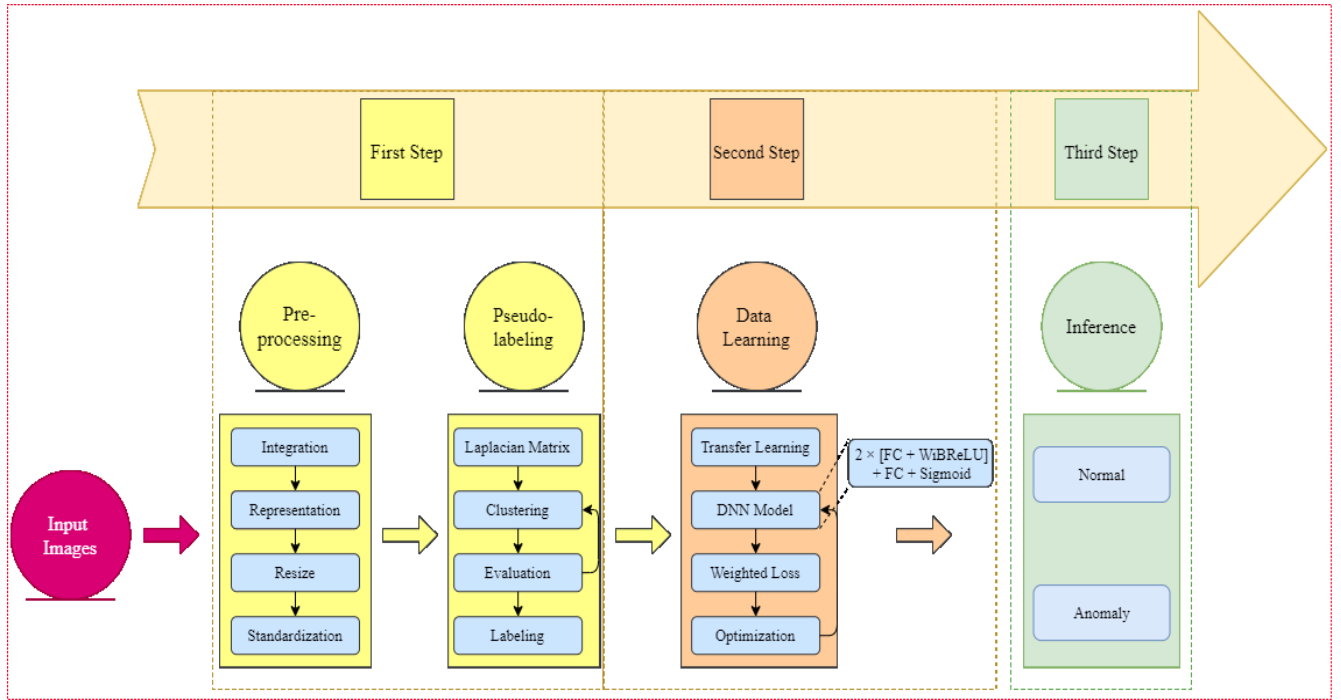 First Step
Second Step
Third Step
Pre-
processing
Pseudo-
labeling
Data
Learning
Inference
Input
Images
Integration
Representation
Resize
Standardization
Laplacian Matrix
Clustering
Evaluation
Labeling
Transfer Learning
DNN Model
Weighted Loss
Optimization
2 × [FC + WiBReLU]
+ FC + Sigmoid
Normal
Anomaly